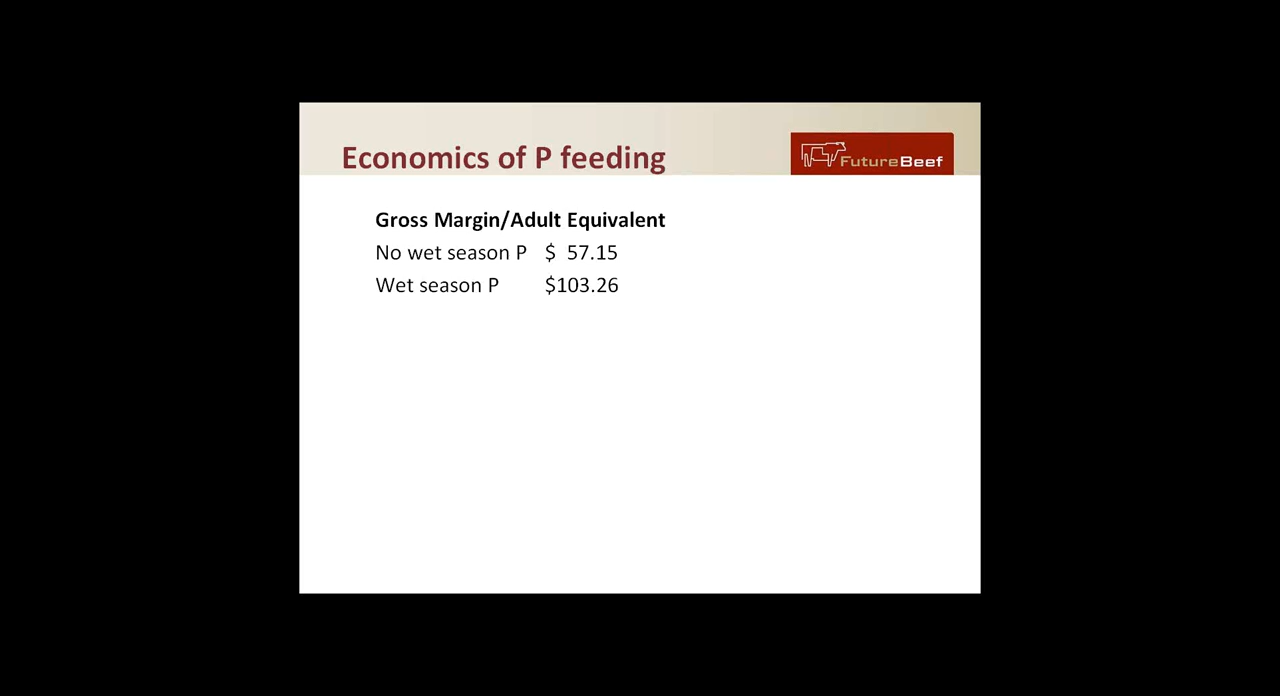 Economics of P feeding
FutureBeef
Gross Margin/Adult Equivalent
No wet season P $ 57.15
Wet season P $103.26